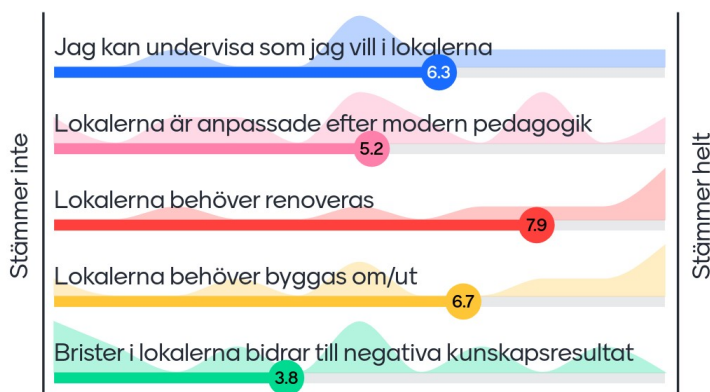 Jag kan undervisa som jag vill i lokalerna
6.3
Lokalerna är anpassade efter modern pedagogik
5.2
Lokalerna behöver renoveras
7.9
Lokalerna behöver byggas om/ut
6.7
Brister i lokalerna bidrar till negativa kunskapsresultat
3.8
Stämmer inte
Stämmer helt